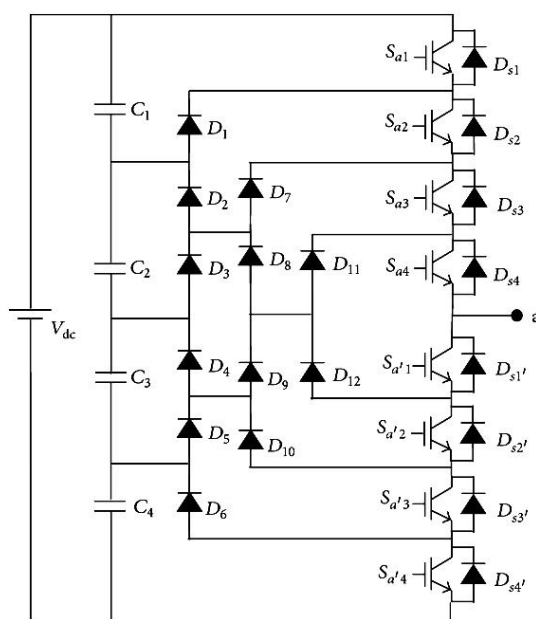 S_{a1}
D_{s1}
C_1
D_1
S_{a2}
D_{s2}
D_2
D_7
S_{a3}
D_{s3}
C_2
D_3
D_8
D_{11}
S_{a4}
D_{s4}
V_{dc}
a
C_3
D_4
D_9
D_{12}
S_{a'1}
D_{s1'}
D_5
D_{10}
S_{a'2}
D_{s2'}
C_4
D_6
S_{a'3}
D_{s3'}
S_{a'4}
D_{s4'}